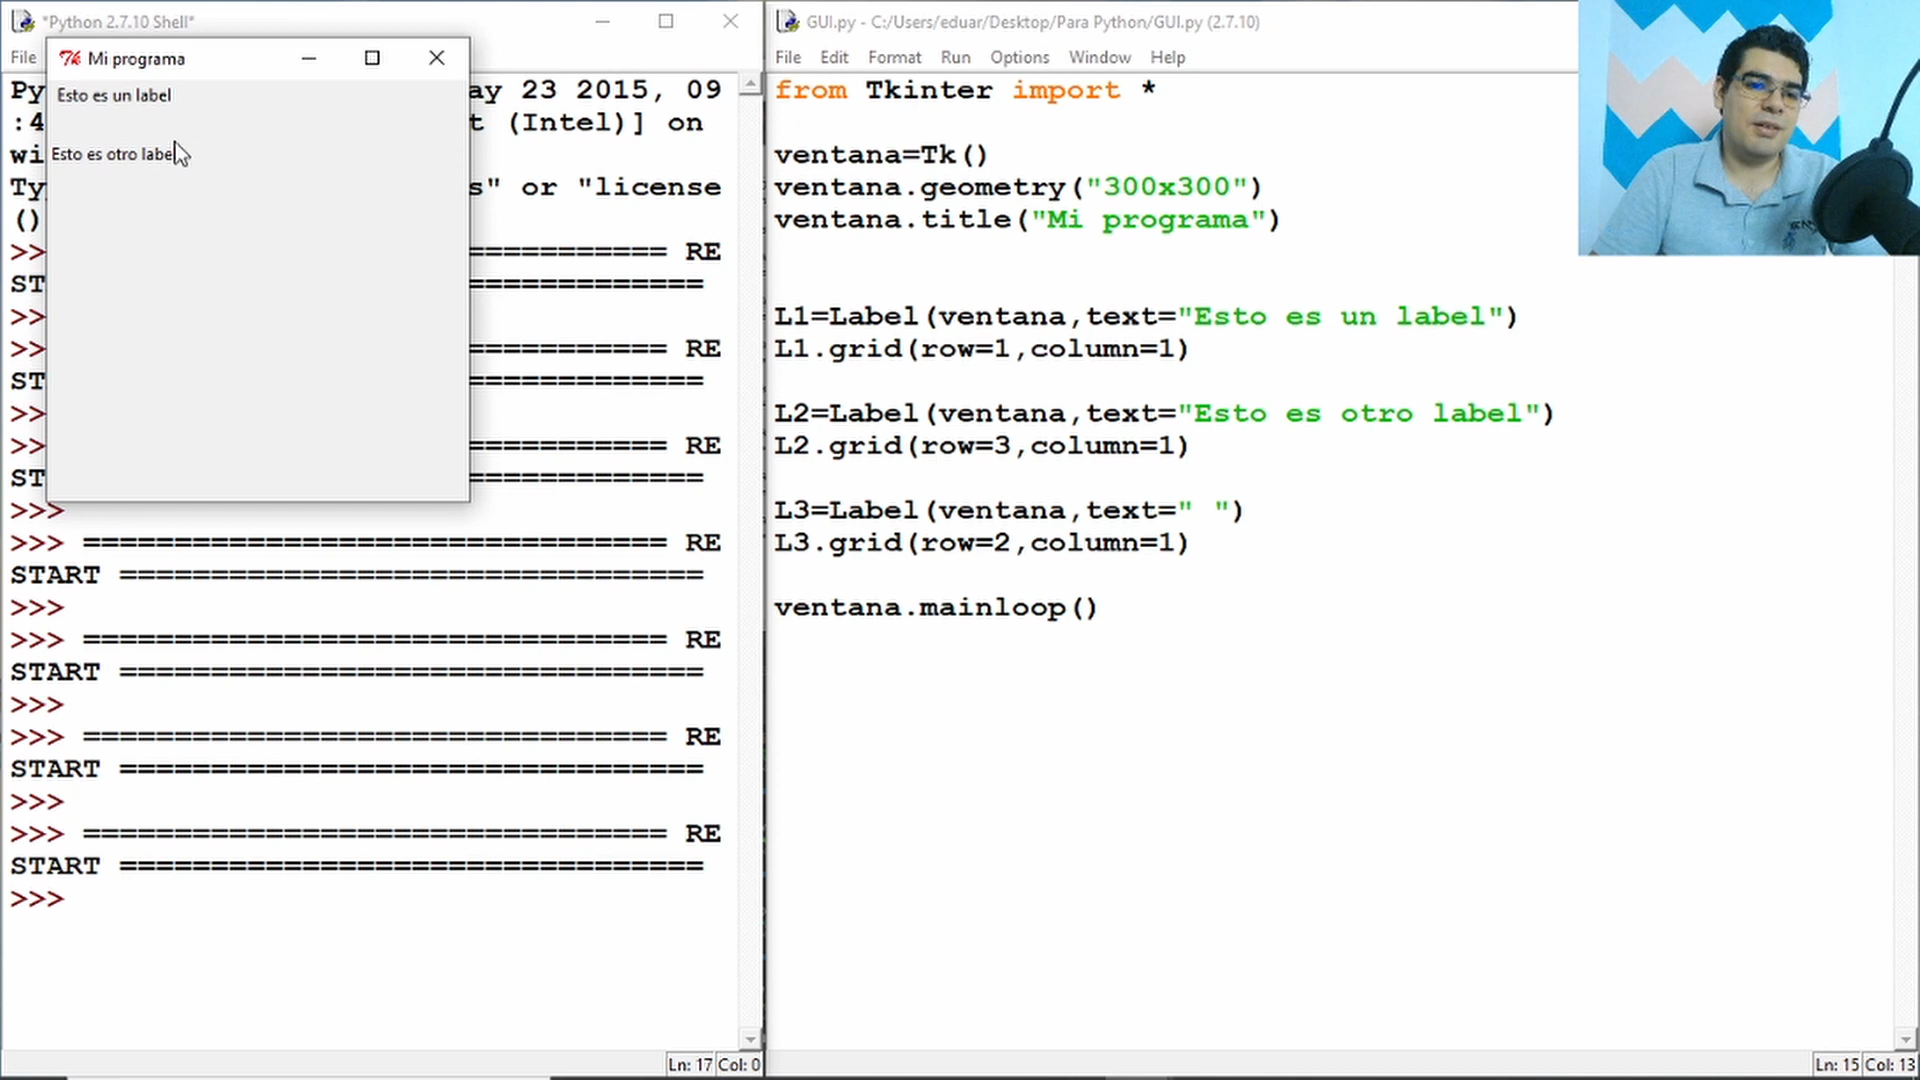 *Python 2.7.10 Shell*
File
Mi programa
Esto es un label
Esto es otro labe
Py
ay 23 2015, 09
:4
t (Intel)] on
wi
Ty
s" or "license
()
>> =========== RE
ST =============
>>
>> =========== RE
ST =============
>>
>> =========== RE
ST =============
>>>
>>> ================================ RE
START ================================
>>>
>>> ================================ RE
START ================================
>>>
>>> ================================ RE
START ================================
>>>
>>> ================================ RE
START ================================
>>>
Ln: 17 Col: 0
GUI.py - C:/Users/eduar/Desktop/Para Python/GUI.py (2.7.10)
File Edit Format Run Options Window Help
from Tkinter import *
ventana=Tk()
ventana.geometry("300x300")
ventana.title("Mi programa")
L1=Label(ventana,text="Esto es un label")
L1.grid(row=1,column=1)
L2=Label(ventana,text="Esto es otro label")
L2.grid(row=3,column=1)
L3=Label(ventana,text=" ")
L3.grid(row=2,column=1)
ventana.mainloop()
Ln: 15 Col: 13